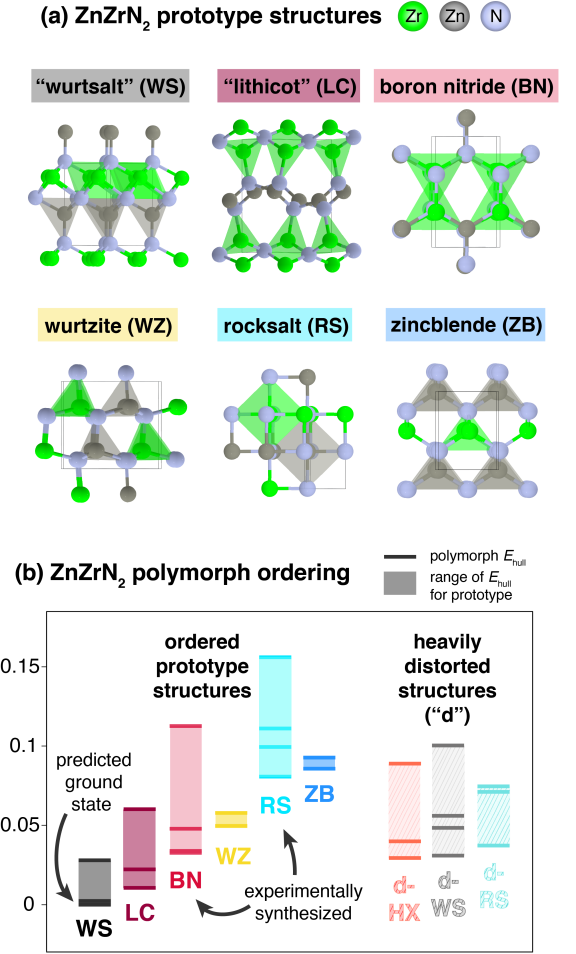 (a) ZnZrN₂ prototype structures Zr Zn N
“wurtsalt” (WS) “lithicot” (LC) boron nitride (BN)
wurtzite (WZ) rocksalt (RS) zincblende (ZB)
(b) ZnZrN₂ polymorph ordering
polymorph E_hull
range of E_hull
for prototype
ordered
prototype
structures
heavily
distorted
structures
(“d”)
0.15
0.1
0.05
0
predicted
ground
state
WS
LC
BN
WZ
RS
ZB
experimentally
synthesized
d-
HX
d-
WS
d-
RS